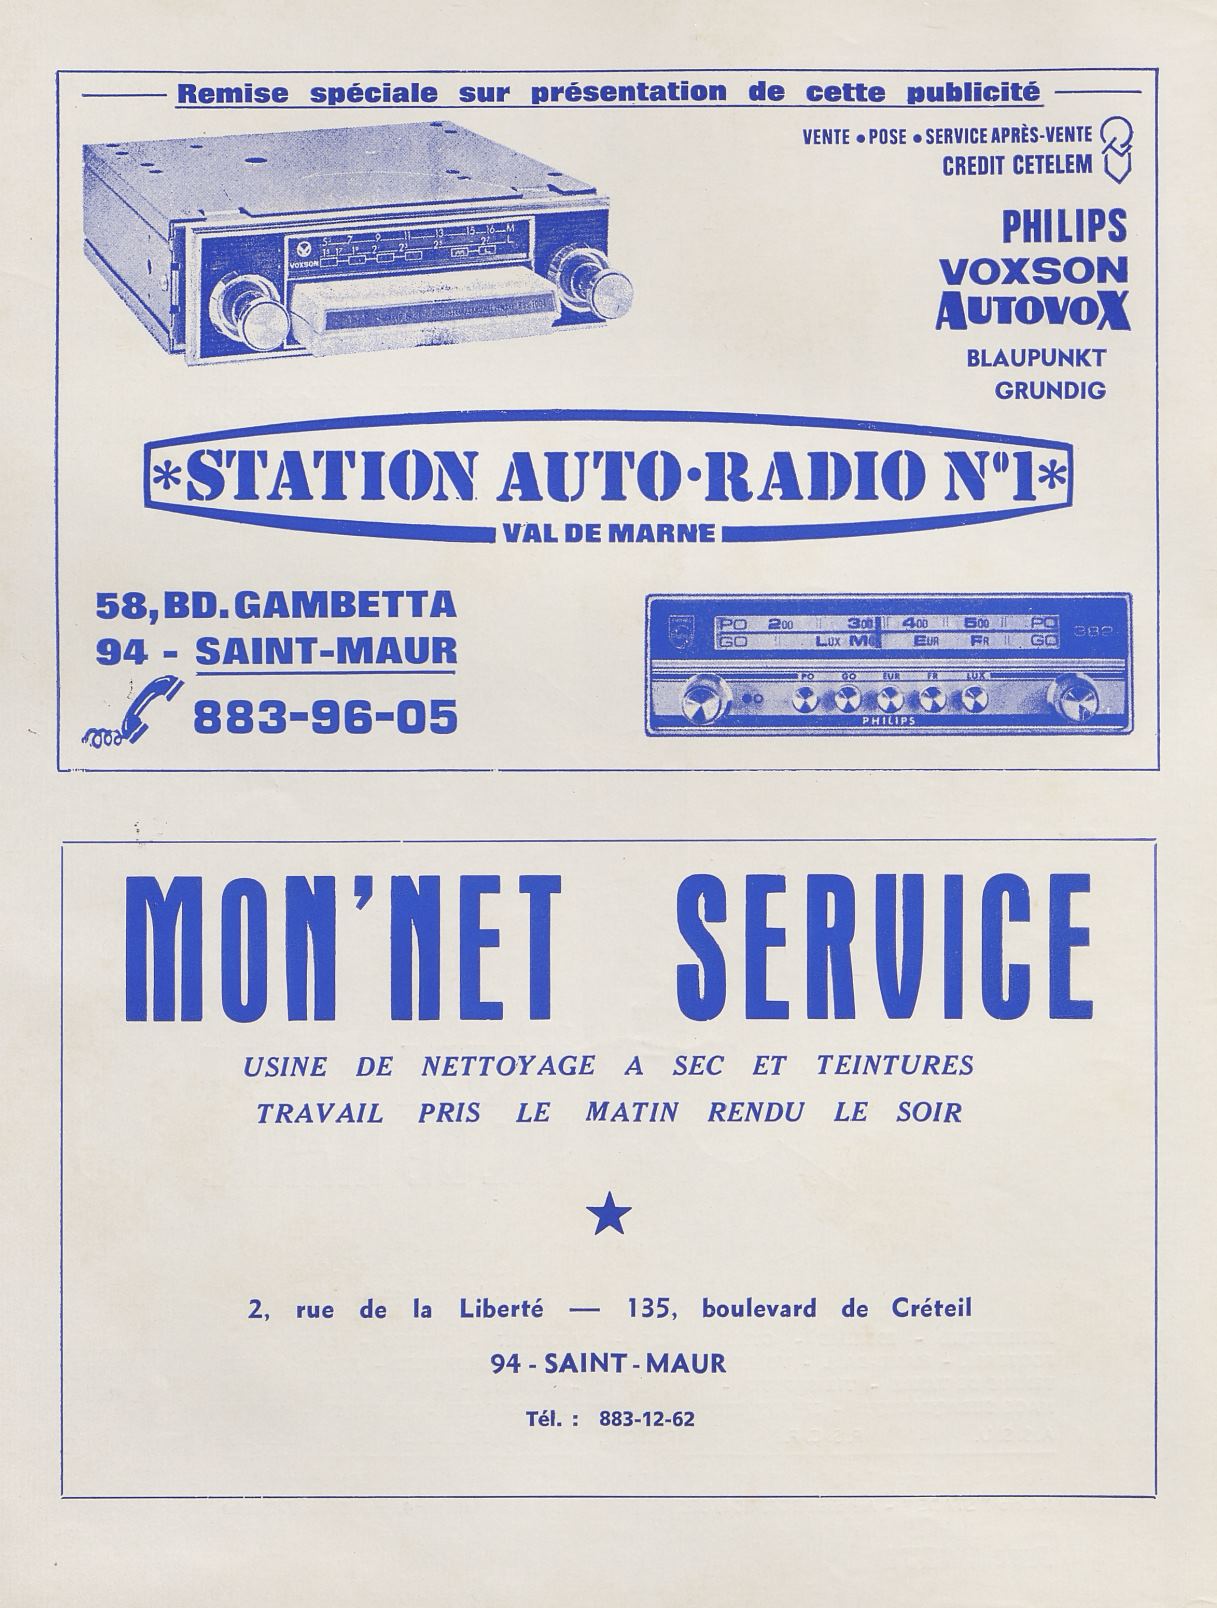 Remise spéciale sur présentation de cette publicité
VENTE • POSE • SERVICE APRÈS-VENTE
CREDIT CETELEM
PHILIPS
VOXSON
AUTOVOX
BLAUPUNKT
GRUNDIG
VOXSON
*STATION AUTO•RADIO Nº1*
VAL DE MARNE
58, BD. GAMBETTA
94 - SAINT-MAUR
883-96-05
PO 200 300 400 500 PO
GO LUX MC EUR FR GO
382
PO GO EUR FR LUX
PHILIPS
MON'NET SERVICE
USINE DE NETTOYAGE A SEC ET TEINTURES
TRAVAIL PRIS LE MATIN RENDU LE SOIR
2, rue de la Liberté — 135, boulevard de Créteil
94 - SAINT-MAUR
Tél. : 883-12-62